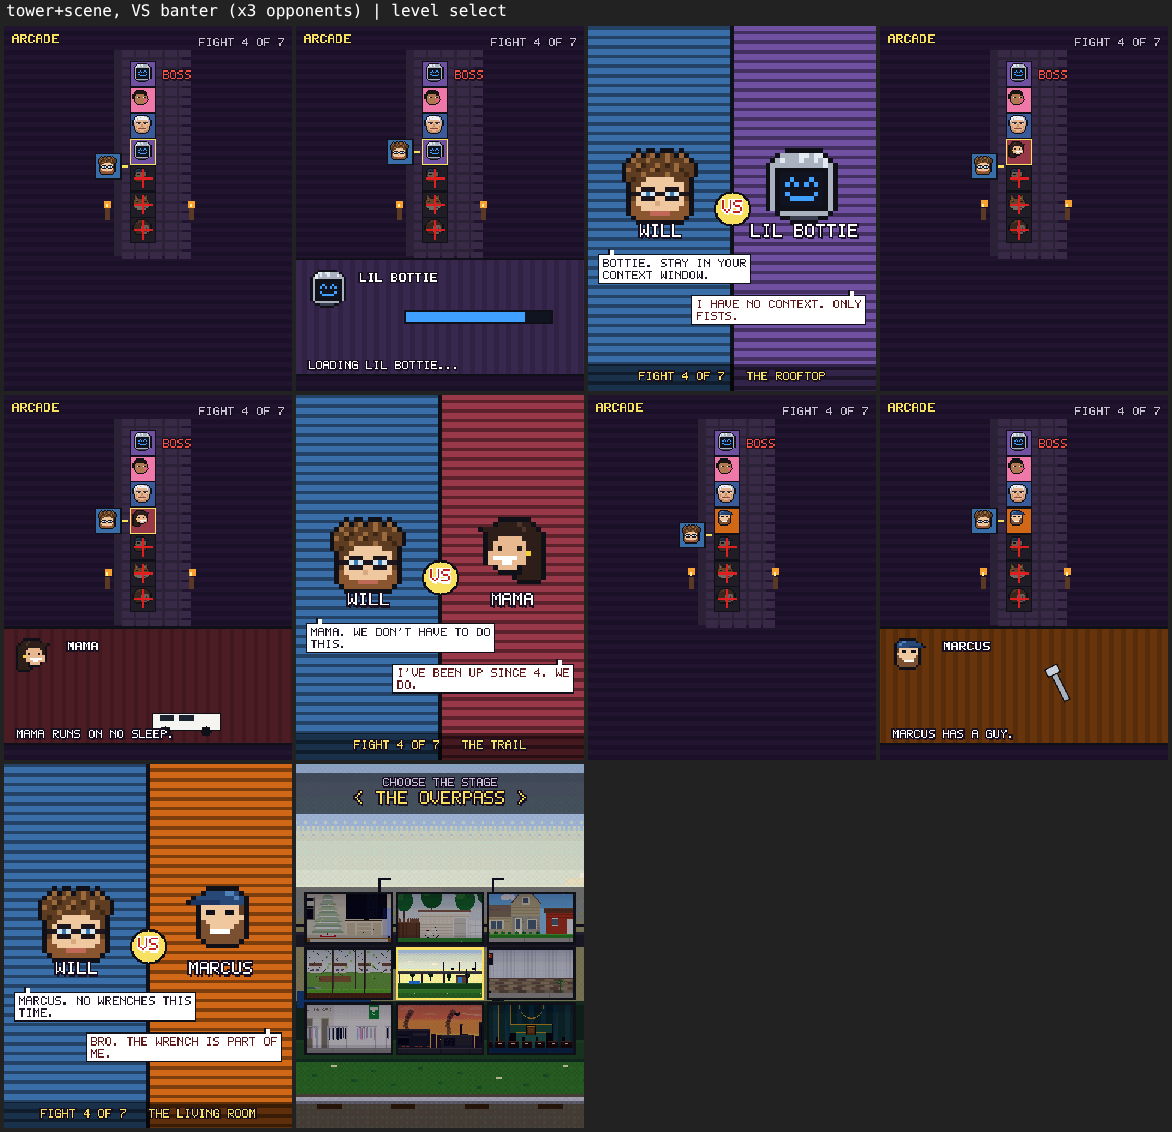 tower+scene, VS banter (x3 opponents) | level select
ARCADE
FIGHT 4 OF 7
BOSS
ARCADE
FIGHT 4 OF 7
BOSS
LIL BOTTIE
LOADING LIL BOTTIE...
VS
WILL
LIL BOTTIE
BOTTIE. STAY IN YOUR
CONTEXT WINDOW.
I HAVE NO CONTEXT. ONLY
FISTS.
FIGHT 4 OF 7
THE ROOFTOP
ARCADE
FIGHT 4 OF 7
BOSS
ARCADE
FIGHT 4 OF 7
BOSS
MAMA
MAMA RUNS ON NO SLEEP.
VS
WILL
MAMA
MAMA. WE DON'T HAVE TO DO
THIS.
I'VE BEEN UP SINCE 4. WE
DO.
FIGHT 4 OF 7
THE TRAIL
ARCADE
FIGHT 4 OF 7
BOSS
ARCADE
FIGHT 4 OF 7
BOSS
MARCUS
MARCUS HAS A GUY.
VS
WILL
MARCUS
MARCUS. NO WRENCHES THIS
TIME.
BRO. THE WRENCH IS PART OF
ME.
FIGHT 4 OF 7
THE LIVING ROOM
CHOOSE THE STAGE
< THE OVERPASS >